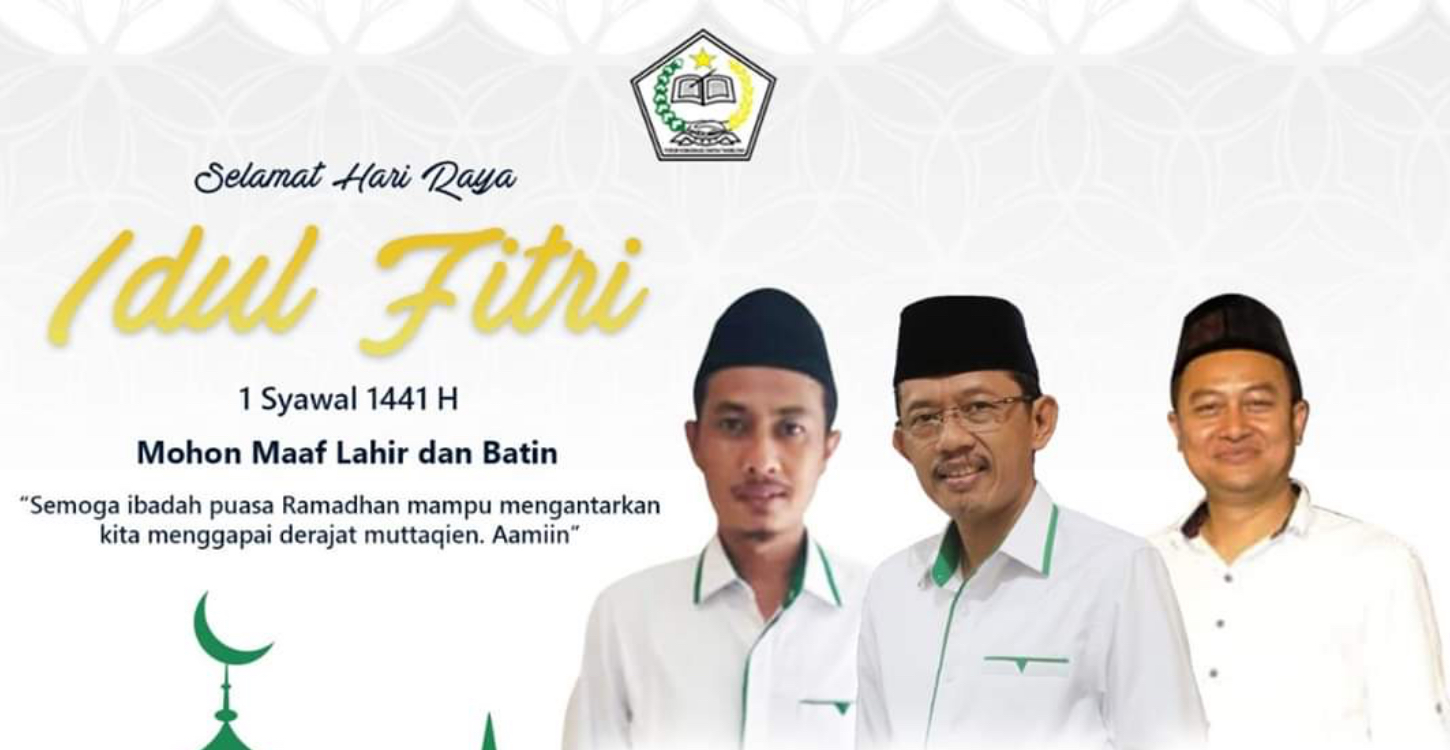 Selamat Hari Raya
Idul Fitri
1 Syawal 1441 H
Mohon Maaf Lahir dan Batin
“Semoga ibadah puasa Ramadhan mampu mengantarkan
kita menggapai derajat muttaqien. Aamiin”